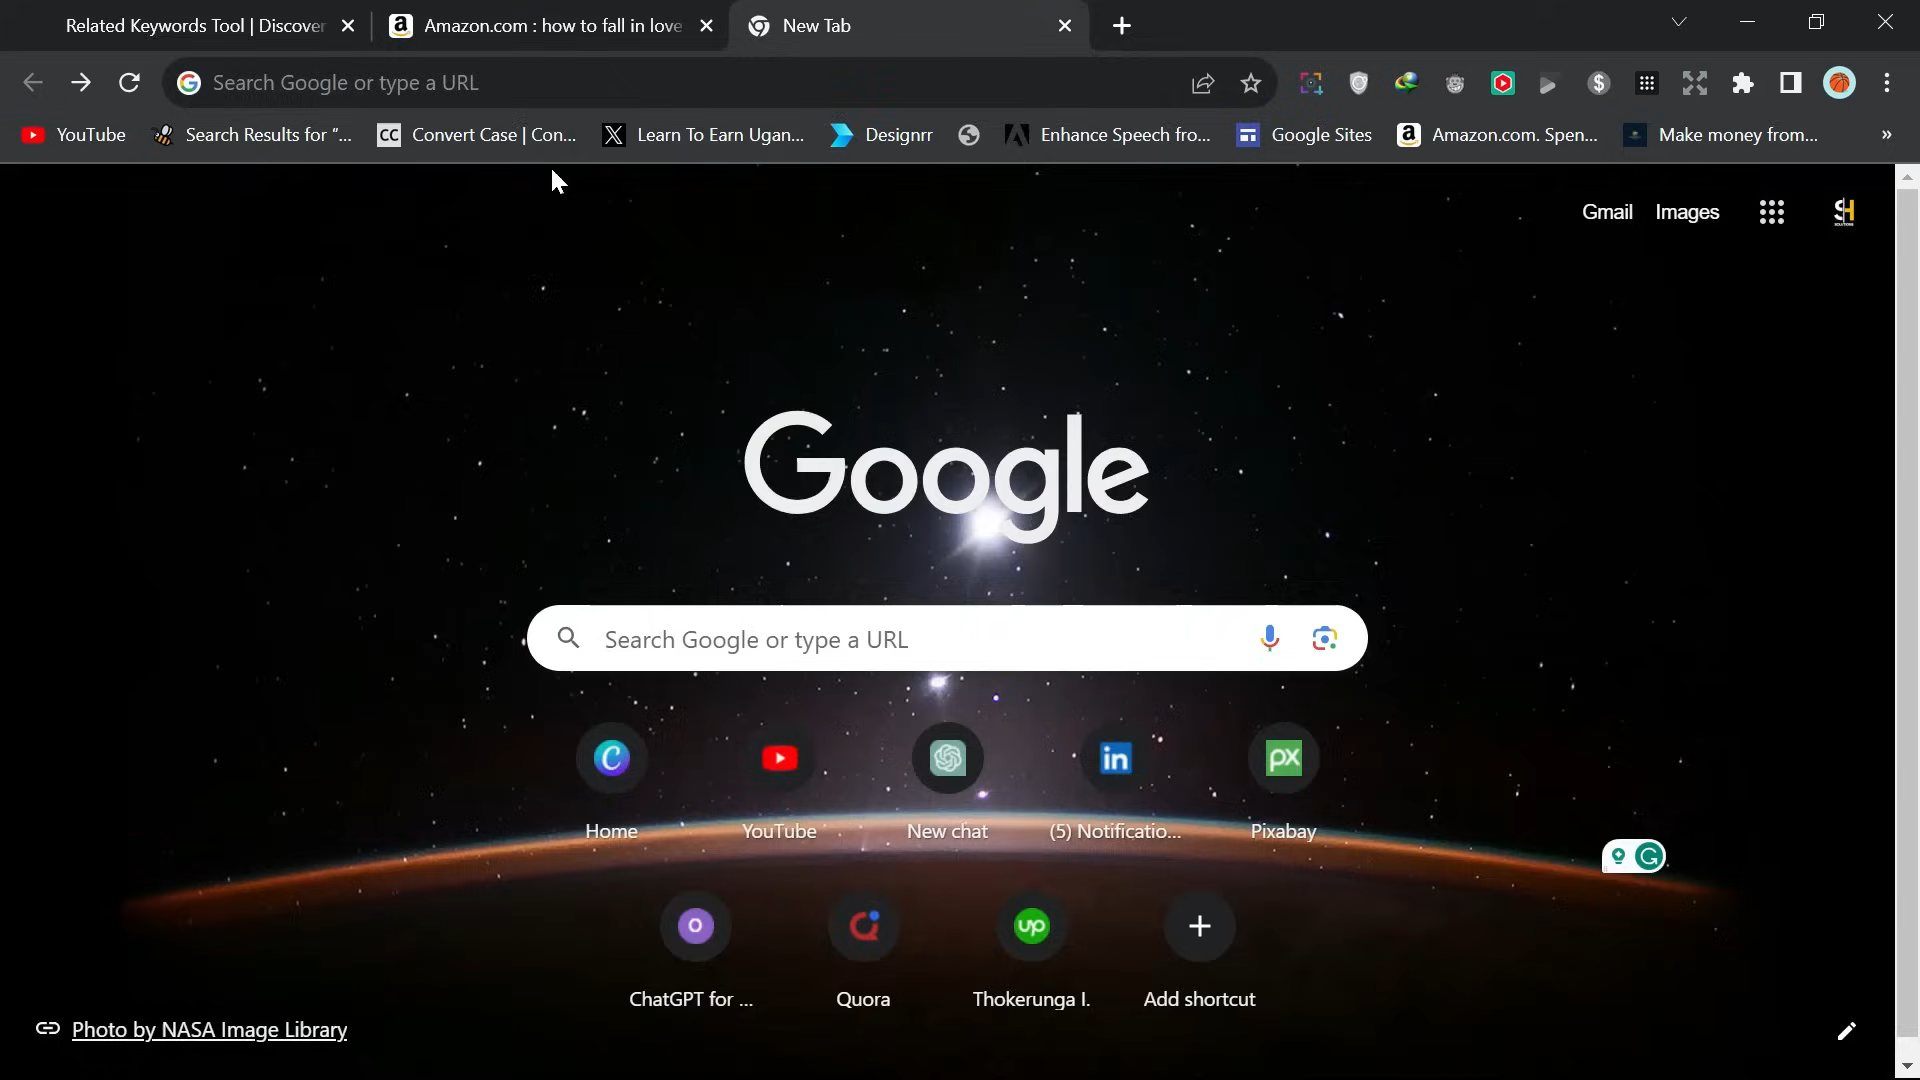 Related Keywords Tool | Discover
Amazon.com : how to fall in love
New Tab
Search Google or type a URL
YouTube
Search Results for “...
CC
Convert Case | Con...
Learn To Earn Ugan...
Designrr
Enhance Speech fro...
Google Sites
Amazon.com. Spen...
Make money from...
Gmail
Images
SH
Google
Search Google or type a URL
Home
YouTube
New chat
(5) Notificatio...
Pixabay
ChatGPT for ...
Quora
Thokerunga I.
Add shortcut
Photo by NASA Image Library